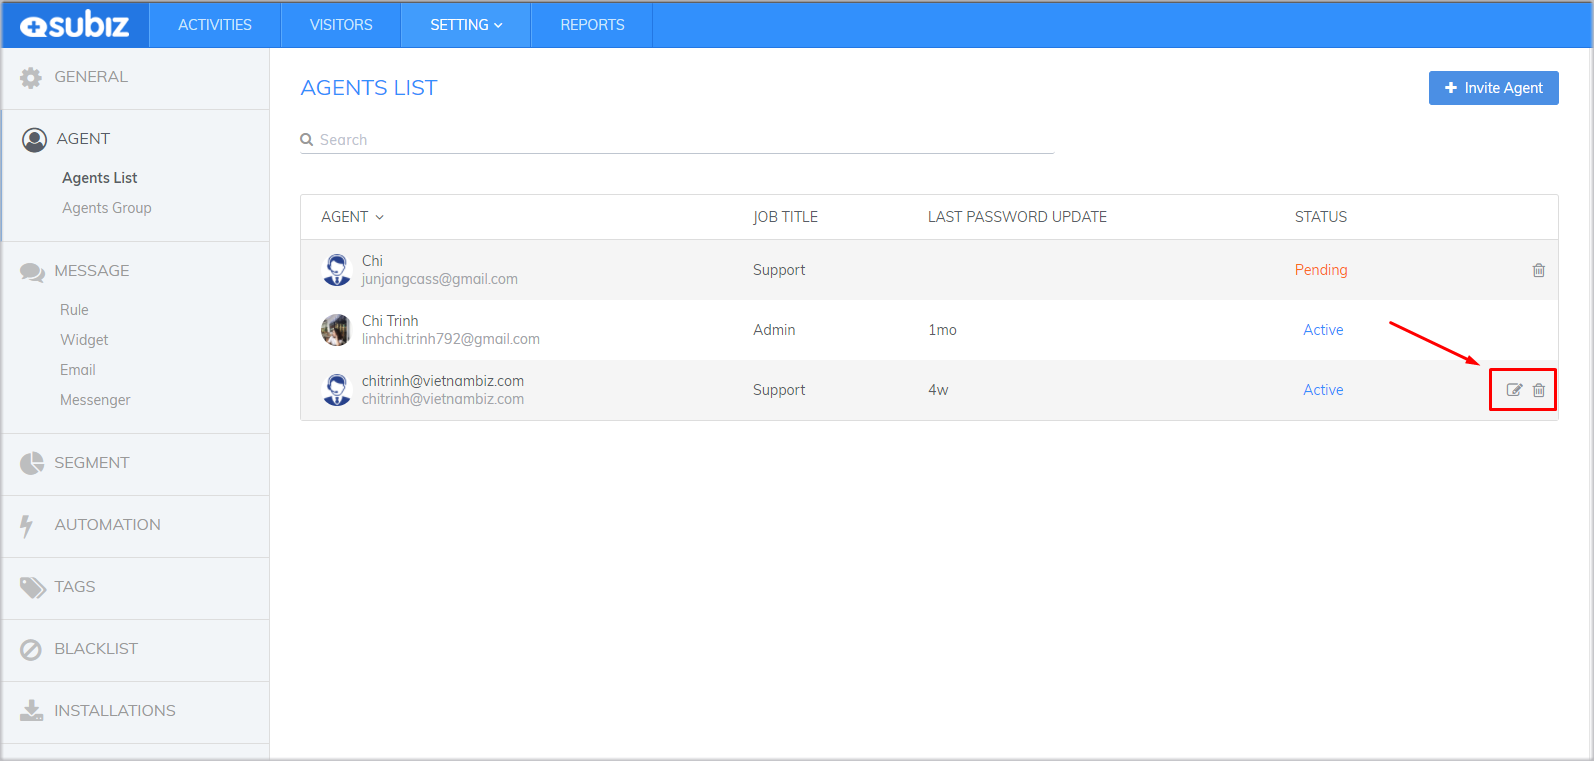 subiz
ACTIVITIES
VISITORS
SETTING
REPORTS
GENERAL
AGENT
Agents List
Agents Group
MESSAGE
Rule
Widget
Email
Messenger
SEGMENT
AUTOMATION
TAGS
BLACKLIST
INSTALLATIONS
AGENTS LIST
Invite Agent
Search
AGENT JOB TITLE LAST PASSWORD UPDATE STATUS
Chi
junjangcass@gmail.com
Support Pending
Chi Trinh
linhchi.trinh792@gmail.com
Admin 1mo Active
chitrinh@vietnambiz.com
chitrinh@vietnambiz.com
Support 4w Active